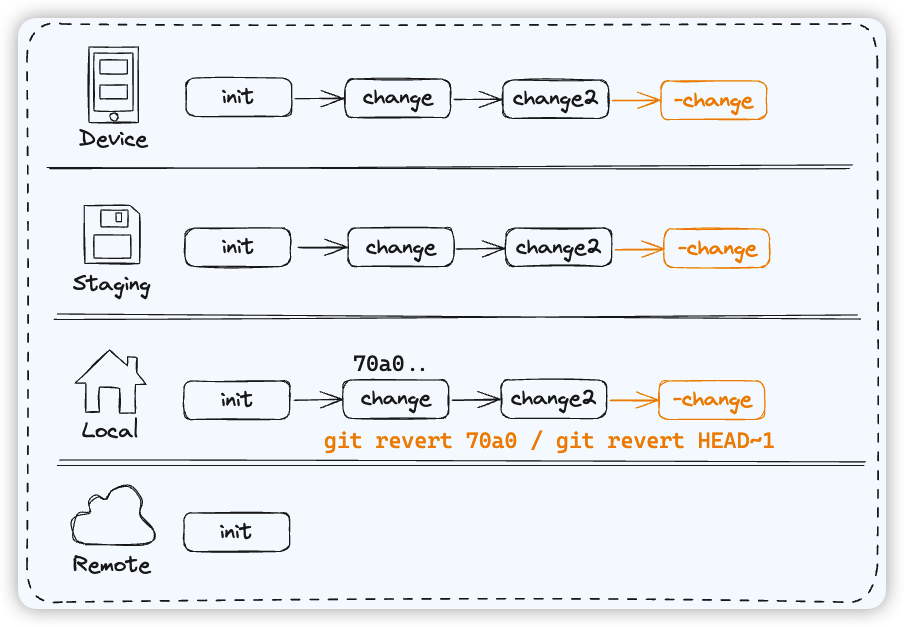 init change change2 -change
Device
init change change2 -change
Staging
70a0..
init change change2 -change
Local
git revert 70a0 / git revert HEAD~1
init
Remote